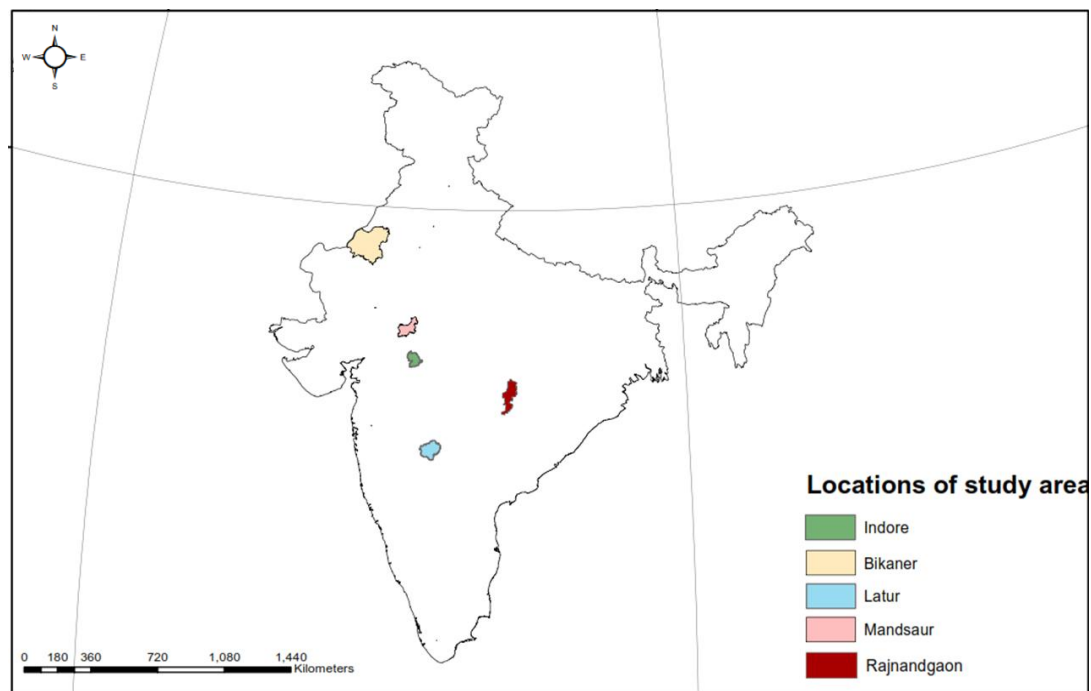 N
W E
S
Locations of study area
Indore
Bikaner
Latur
Mandsaur
Rajnandgaon
0 180 360 720 1,080 1,440
Kilometers